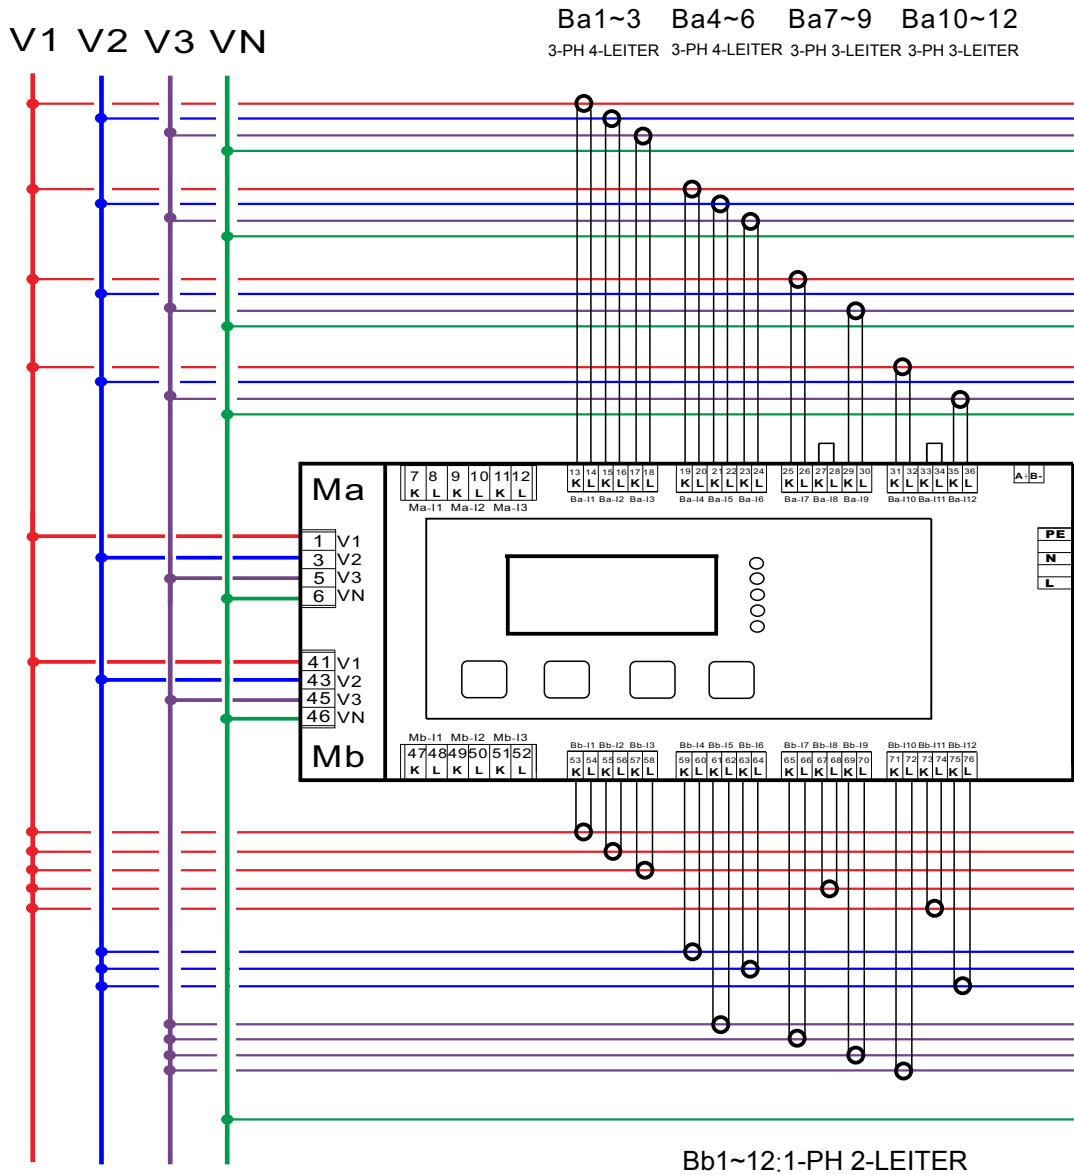 V1 V2 V3 VN
Ba1~3 Ba4~6 Ba7~9 Ba10~12
3-PH 4-LEITER 3-PH 4-LEITER 3-PH 3-LEITER 3-PH 3-LEITER
Ma
7 8 9 10 11 12
K L K L K L
Ma-I1 Ma-I2 Ma-I3
13 14 15 16 17 18
K L K L K L
Ba-I1 Ba-I2 Ba-I3
19 20 21 22 23 24
K L K L K L
Ba-I4 Ba-I5 Ba-I6
25 26 27 28 29 30
K L K L K L
Ba-I7 Ba-I8 Ba-I9
31 32 33 34 35 36
K L K L K L
Ba-I10 Ba-I11 Ba-I12
A+ B-
1 V1
3 V2
5 V3
6 VN
PE
N
L
41 V1
43 V2
45 V3
46 VN
Mb
Mb-I1 Mb-I2 Mb-I3
47 48 49 50 51 52
K L K L K L
Bb-I1 Bb-I2 Bb-I3
53 54 55 56 57 58
K L K L K L
Bb-I4 Bb-I5 Bb-I6
59 60 61 62 63 64
K L K L K L
Bb-I7 Bb-I8 Bb-I9
65 66 67 68 69 70
K L K L K L
Bb-I10 Bb-I11 Bb-I12
71 72 73 74 75 76
K L K L K L
Bb1~12:1-PH 2-LEITER